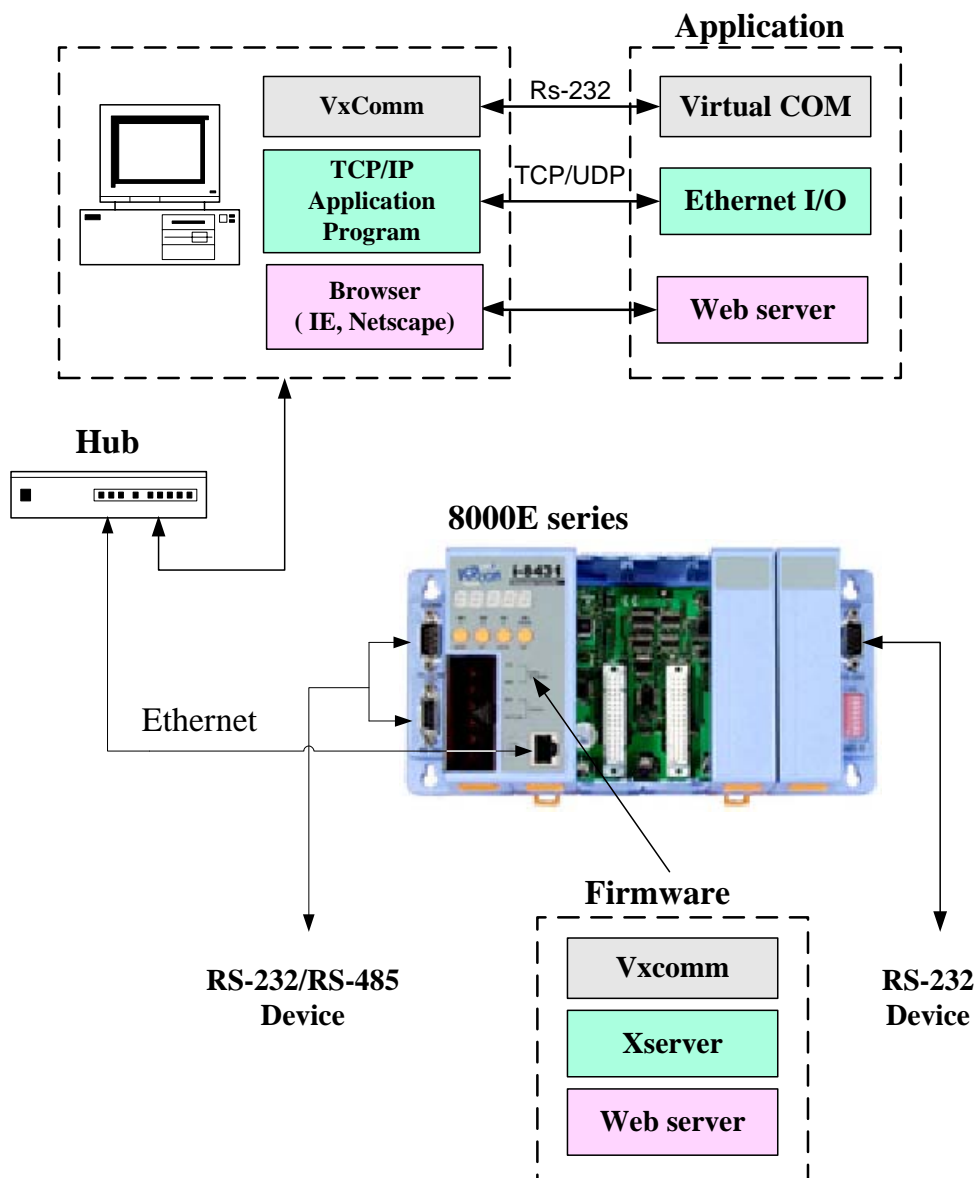 Application
VxComm
Rs-232
Virtual COM
TCP/IP
Application
Program
TCP/UDP
Ethernet I/O
Browser
( IE, Netscape)
Web server
Hub
8000E series
i-8431
Ethernet
Firmware
RS-232/RS-485
Device
Vxcomm
Xserver
Web server
RS-232
Device